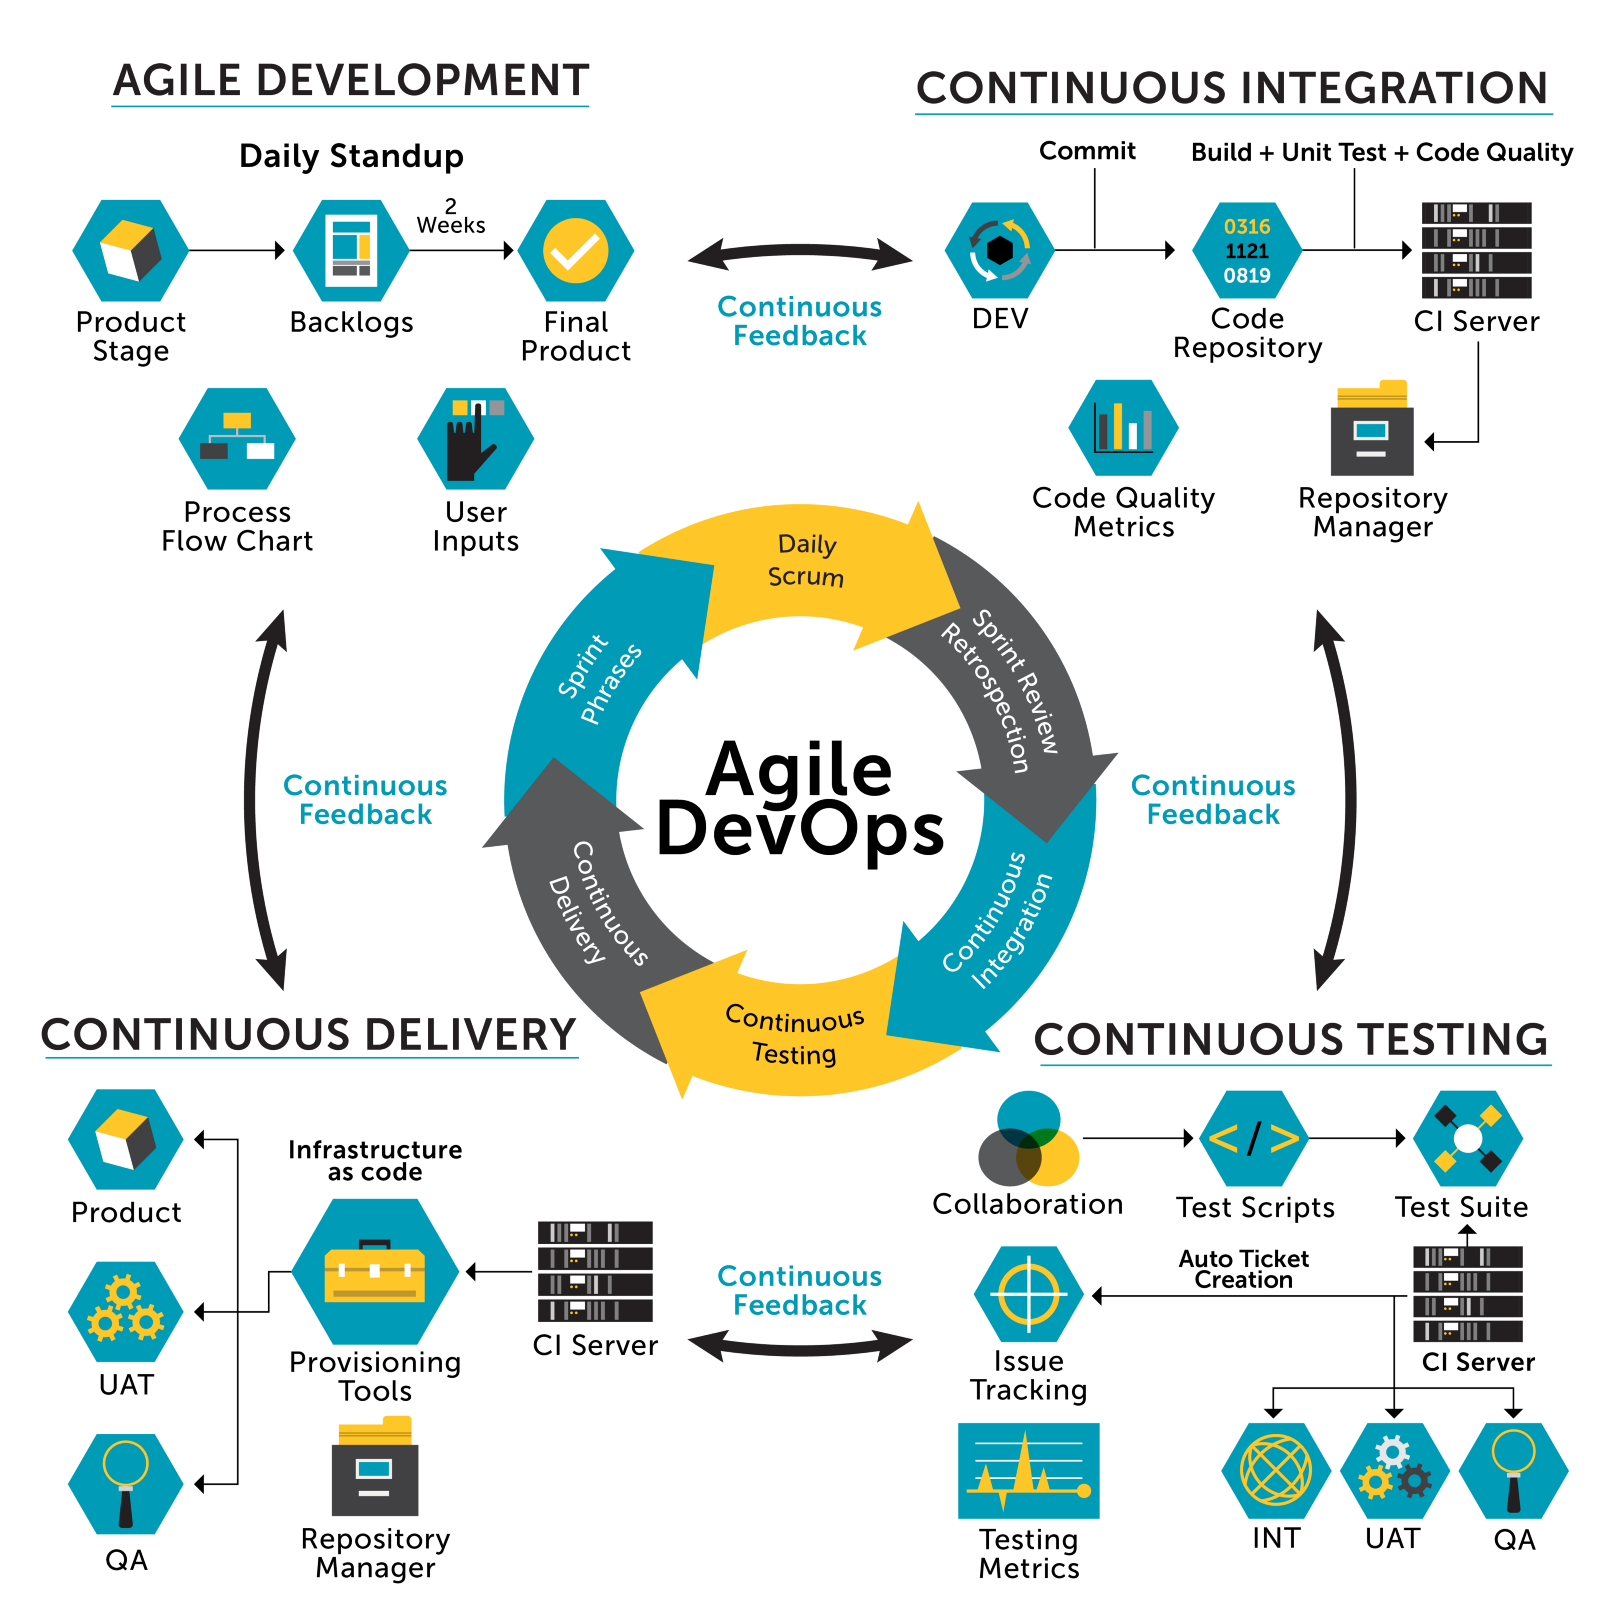 AGILE DEVELOPMENT
Daily Standup
2
Weeks
Product
Stage
Backlogs
Final
Product
Process
Flow Chart
User
Inputs
Continuous
Feedback
CONTINUOUS INTEGRATION
Commit
Build + Unit Test + Code Quality
0316
1121
0819
DEV
Code
Repository
CI Server
Code Quality
Metrics
Repository
Manager
Daily
Scrum
Sprint Review
Retrospection
Continuous
Integration
Continuous
Testing
Continuous
Delivery
Sprint
Phrases
Agile
DevOps
Continuous
Feedback
Continuous
Feedback
CONTINUOUS DELIVERY
Product
UAT
QA
Infrastructure
as code
Provisioning
Tools
CI Server
Repository
Manager
Continuous
Feedback
CONTINUOUS TESTING
Collaboration
</>
Test Scripts
Test Suite
Auto Ticket
Creation
Issue
Tracking
CI Server
Testing
Metrics
INT
UAT
QA